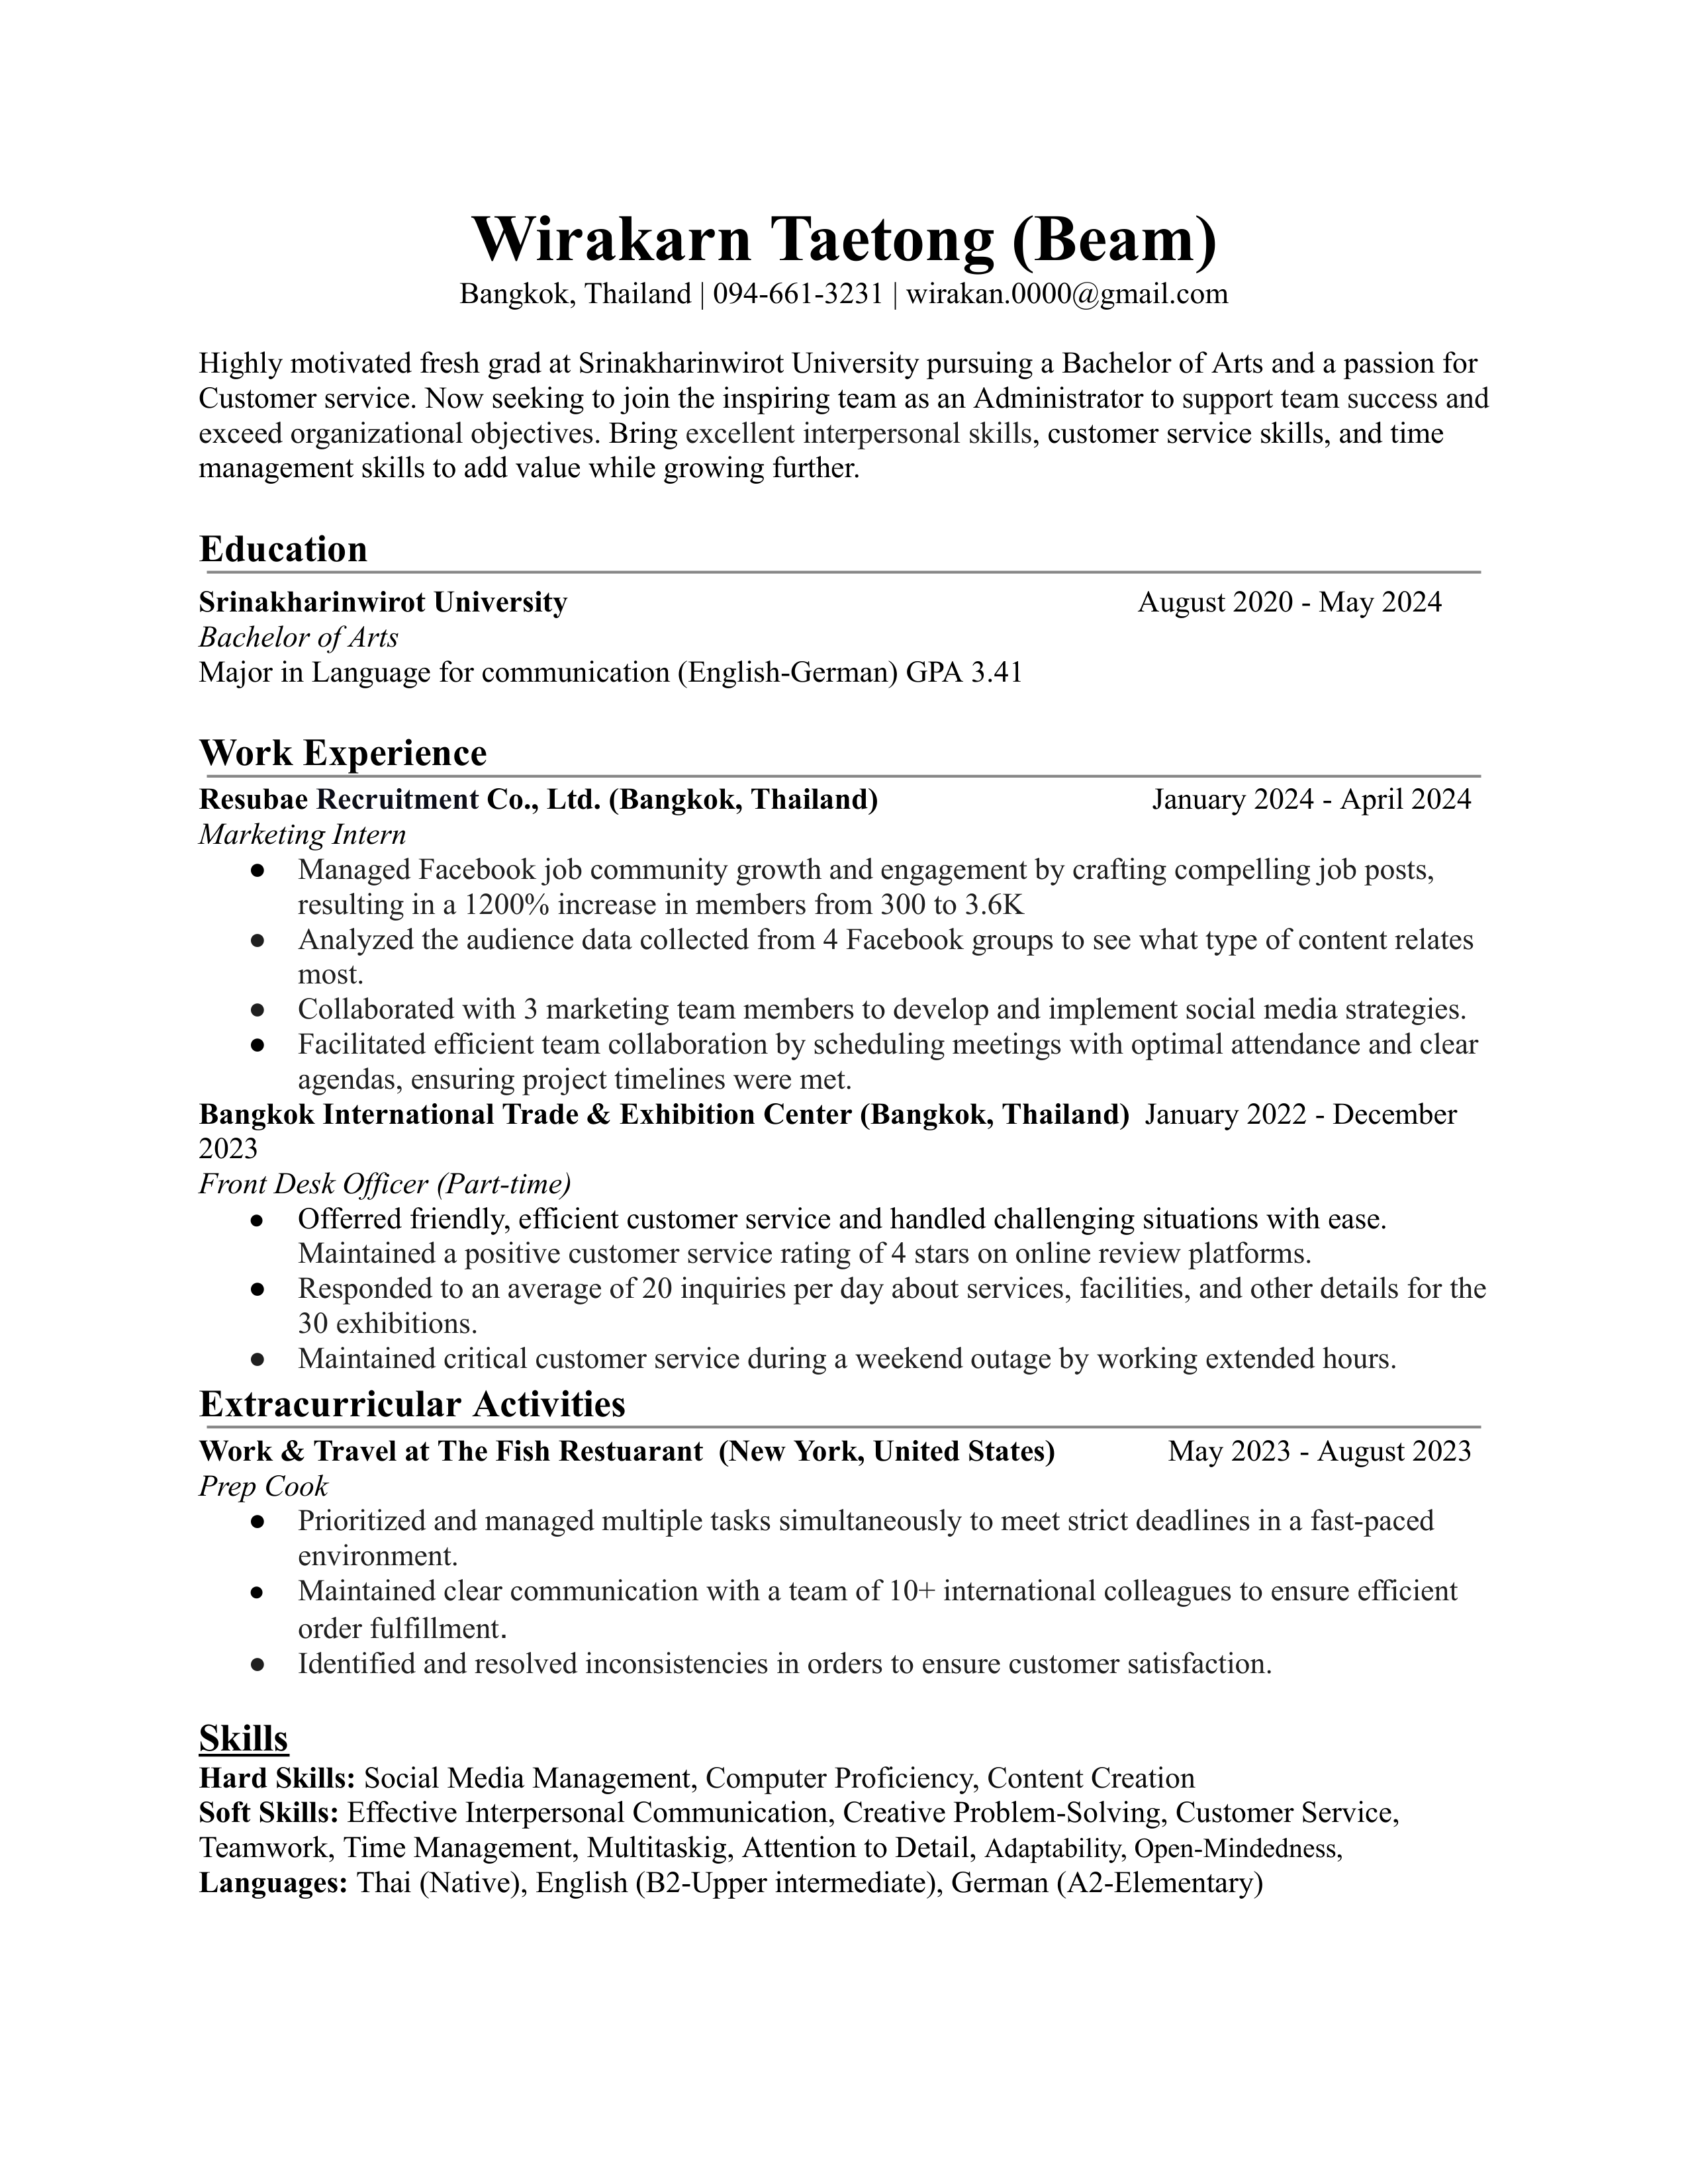 Wirakarn Taetong (Beam)
Bangkok, Thailand | 094-661-3231 | wirakan.0000@gmail.com
Highly motivated fresh grad at Srinakharinwirot University pursuing a Bachelor of Arts and a passion for
Customer service. Now seeking to join the inspiring team as an Administrator to support team success and
exceed organizational objectives. Bring excellent interpersonal skills, customer service skills, and time
management skills to add value while growing further.
Education
Srinakharinwirot University August 2020 - May 2024
Bachelor of Arts
Major in Language for communication (English-German) GPA 3.41
Work Experience
Resubae Recruitment Co., Ltd. (Bangkok, Thailand) January 2024 - April 2024
Marketing Intern
● Managed Facebook job community growth and engagement by crafting compelling job posts,
resulting in a 1200% increase in members from 300 to 3.6K
● Analyzed the audience data collected from 4 Facebook groups to see what type of content relates
most.
● Collaborated with 3 marketing team members to develop and implement social media strategies.
● Facilitated efficient team collaboration by scheduling meetings with optimal attendance and clear
agendas, ensuring project timelines were met.
Bangkok International Trade & Exhibition Center (Bangkok, Thailand) January 2022 - December
2023
Front Desk Officer (Part-time)
● Offerred friendly, efficient customer service and handled challenging situations with ease.
Maintained a positive customer service rating of 4 stars on online review platforms.
● Responded to an average of 20 inquiries per day about services, facilities, and other details for the
30 exhibitions.
● Maintained critical customer service during a weekend outage by working extended hours.
Extracurricular Activities
Work & Travel at The Fish Restuarant (New York, United States) May 2023 - August 2023
Prep Cook
● Prioritized and managed multiple tasks simultaneously to meet strict deadlines in a fast-paced
environment.
● Maintained clear communication with a team of 10+ international colleagues to ensure efficient
order fulfillment.
● Identified and resolved inconsistencies in orders to ensure customer satisfaction.
Skills
Hard Skills: Social Media Management, Computer Proficiency, Content Creation
Soft Skills: Effective Interpersonal Communication, Creative Problem-Solving, Customer Service,
Teamwork, Time Management, Multitaskig, Attention to Detail, Adaptability, Open-Mindedness,
Languages: Thai (Native), English (B2-Upper intermediate), German (A2-Elementary)